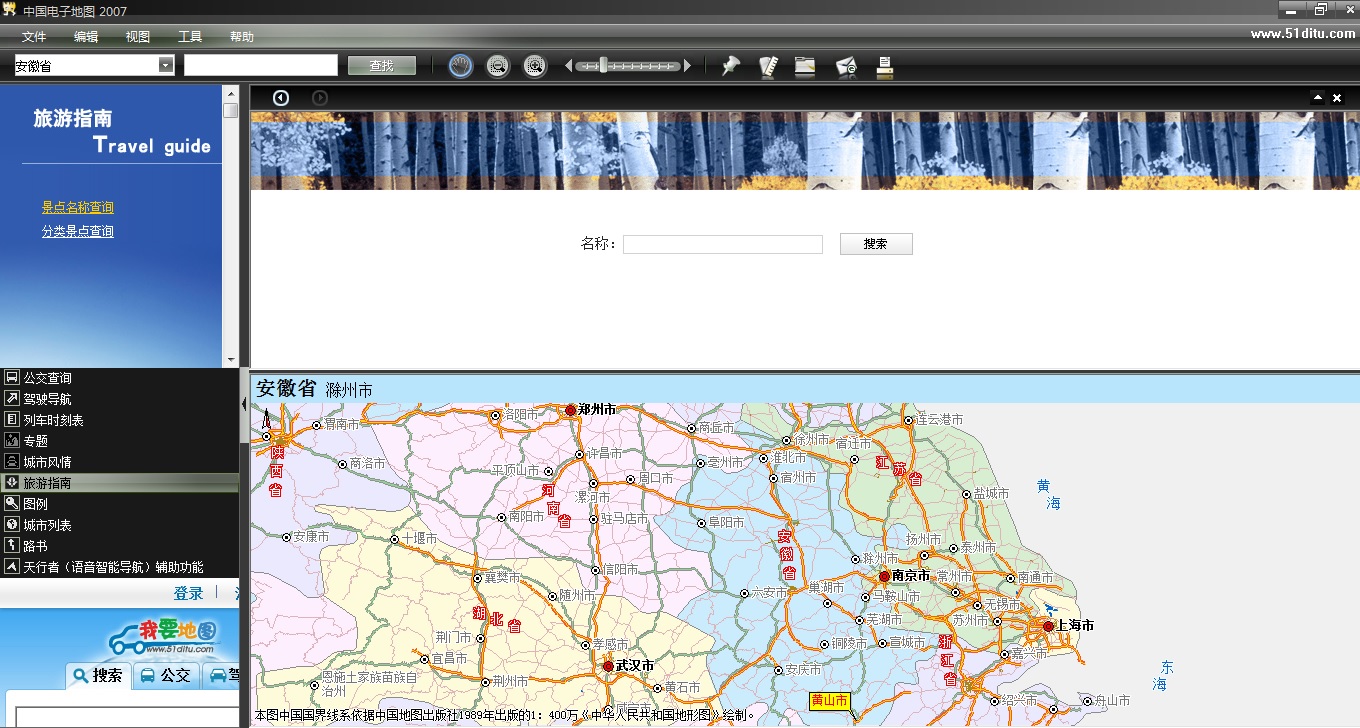 中国电子地图 2007
文件 编辑 视图 工具 帮助
www.51ditu.com
安徽省 查找
旅游指南
Travel guide
景点名称查询
分类景点查询
名称： 搜索
公交查询
驾驶导航
列车时刻表
专题
城市风情
旅游指南
图例
城市列表
路书
天行者（语音智能导航）辅助功能
登录
我要地图
www.51ditu.com
搜索 公交 驾
安徽省 滁州市
洛阳市 郑州市
渭南市 商丘市 徐州市 宿迁市 连云港市
陕西省
商洛市 平顶山市 许昌市 周口市 亳州市 淮北市 宿州市
江苏省
河南省
漯河市 盐城市
黄海
南阳市 驻马店市 阜阳市
安康市 十堰市 安徽省 扬州市 泰州市
滁州市
襄樊市 信阳市 南京市 常州市 南通市
随州市 六安市 巢湖市 马鞍山市 无锡市
湖北省 芜湖市 苏州市 上海市
荆门市 孝感市 铜陵市 宣城市 浙江省
宜昌市 武汉市 安庆市 嘉兴市
东海
恩施土家族苗族自治州
荆州市 黄石市 黄山市 绍兴市 舟山市
本图中国国界线系依据中国地图出版社1989年出版的1：400万《中华人民共和国地形图》绘制。